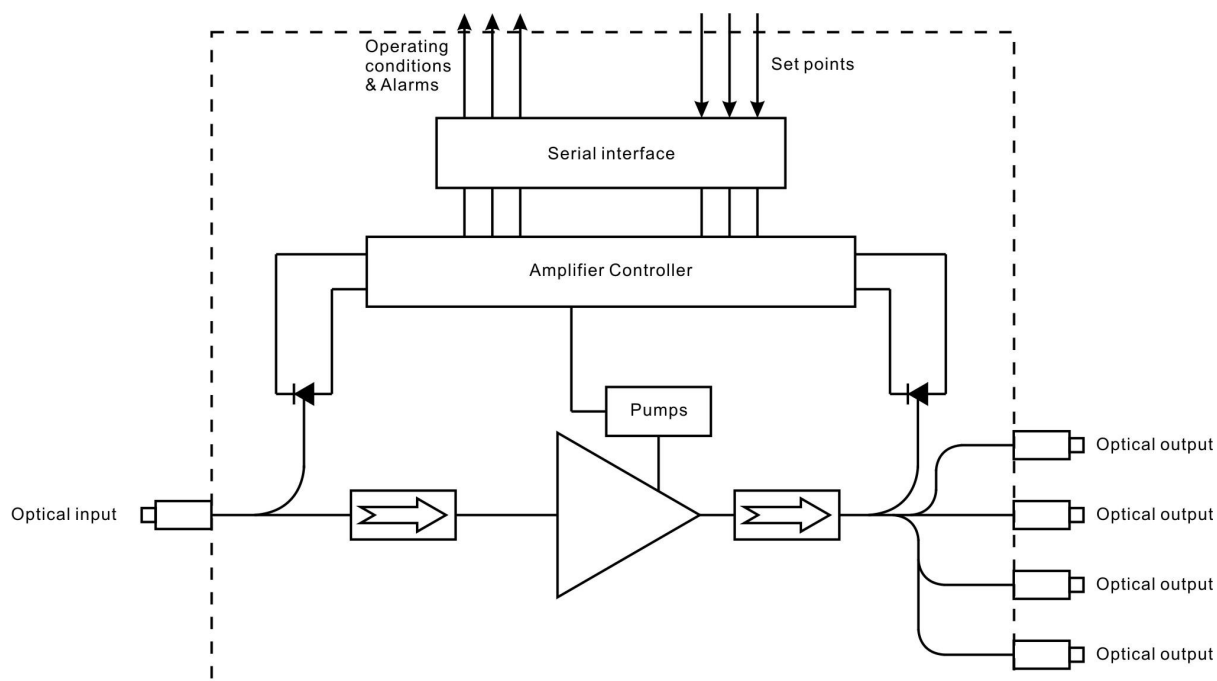 Operating
conditions
& Alarms
Set points
Serial interface
Amplifier Controller
Pumps
Optical input
Optical output
Optical output
Optical output
Optical output